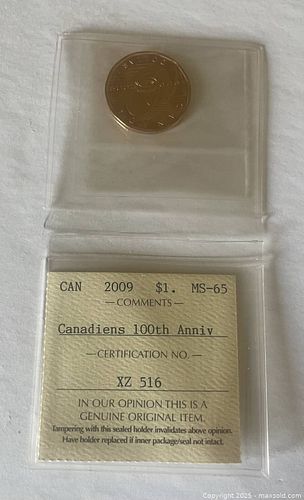 CAN 2009 $1. MS-65
— COMMENTS —
Canadiens 100th Anniv
— CERTIFICATION NO. —
XZ 516
IN OUR OPINION THIS IS A
GENUINE ORIGINAL ITEM.
Tampering with this sealed holder invalidates above opinion.
Have holder replaced if inner package/seal not intact.
Copyright 2025 - maxsold.com